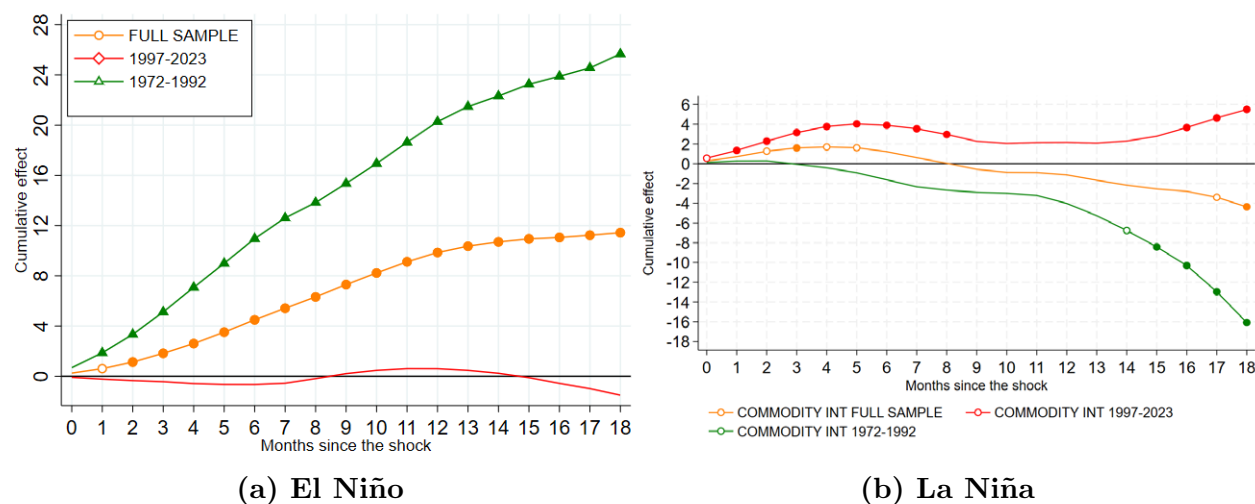 28
24
20
16
12
8
4
0
Cumulative effect
FULL SAMPLE
1997-2023
1972-1992
0 1 2 3 4 5 6 7 8 9 10 11 12 13 14 15 16 17 18
Months since the shock
(a) El Niño
6
4
2
0
-2
-4
-6
-8
-10
-12
-14
-16
-18
Cumulative effect
0 1 2 3 4 5 6 7 8 9 10 11 12 13 14 15 16 17 18
Months since the shock
COMMODITY INT FULL SAMPLE COMMODITY INT 1997-2023
COMMODITY INT 1972-1992
(b) La Niña